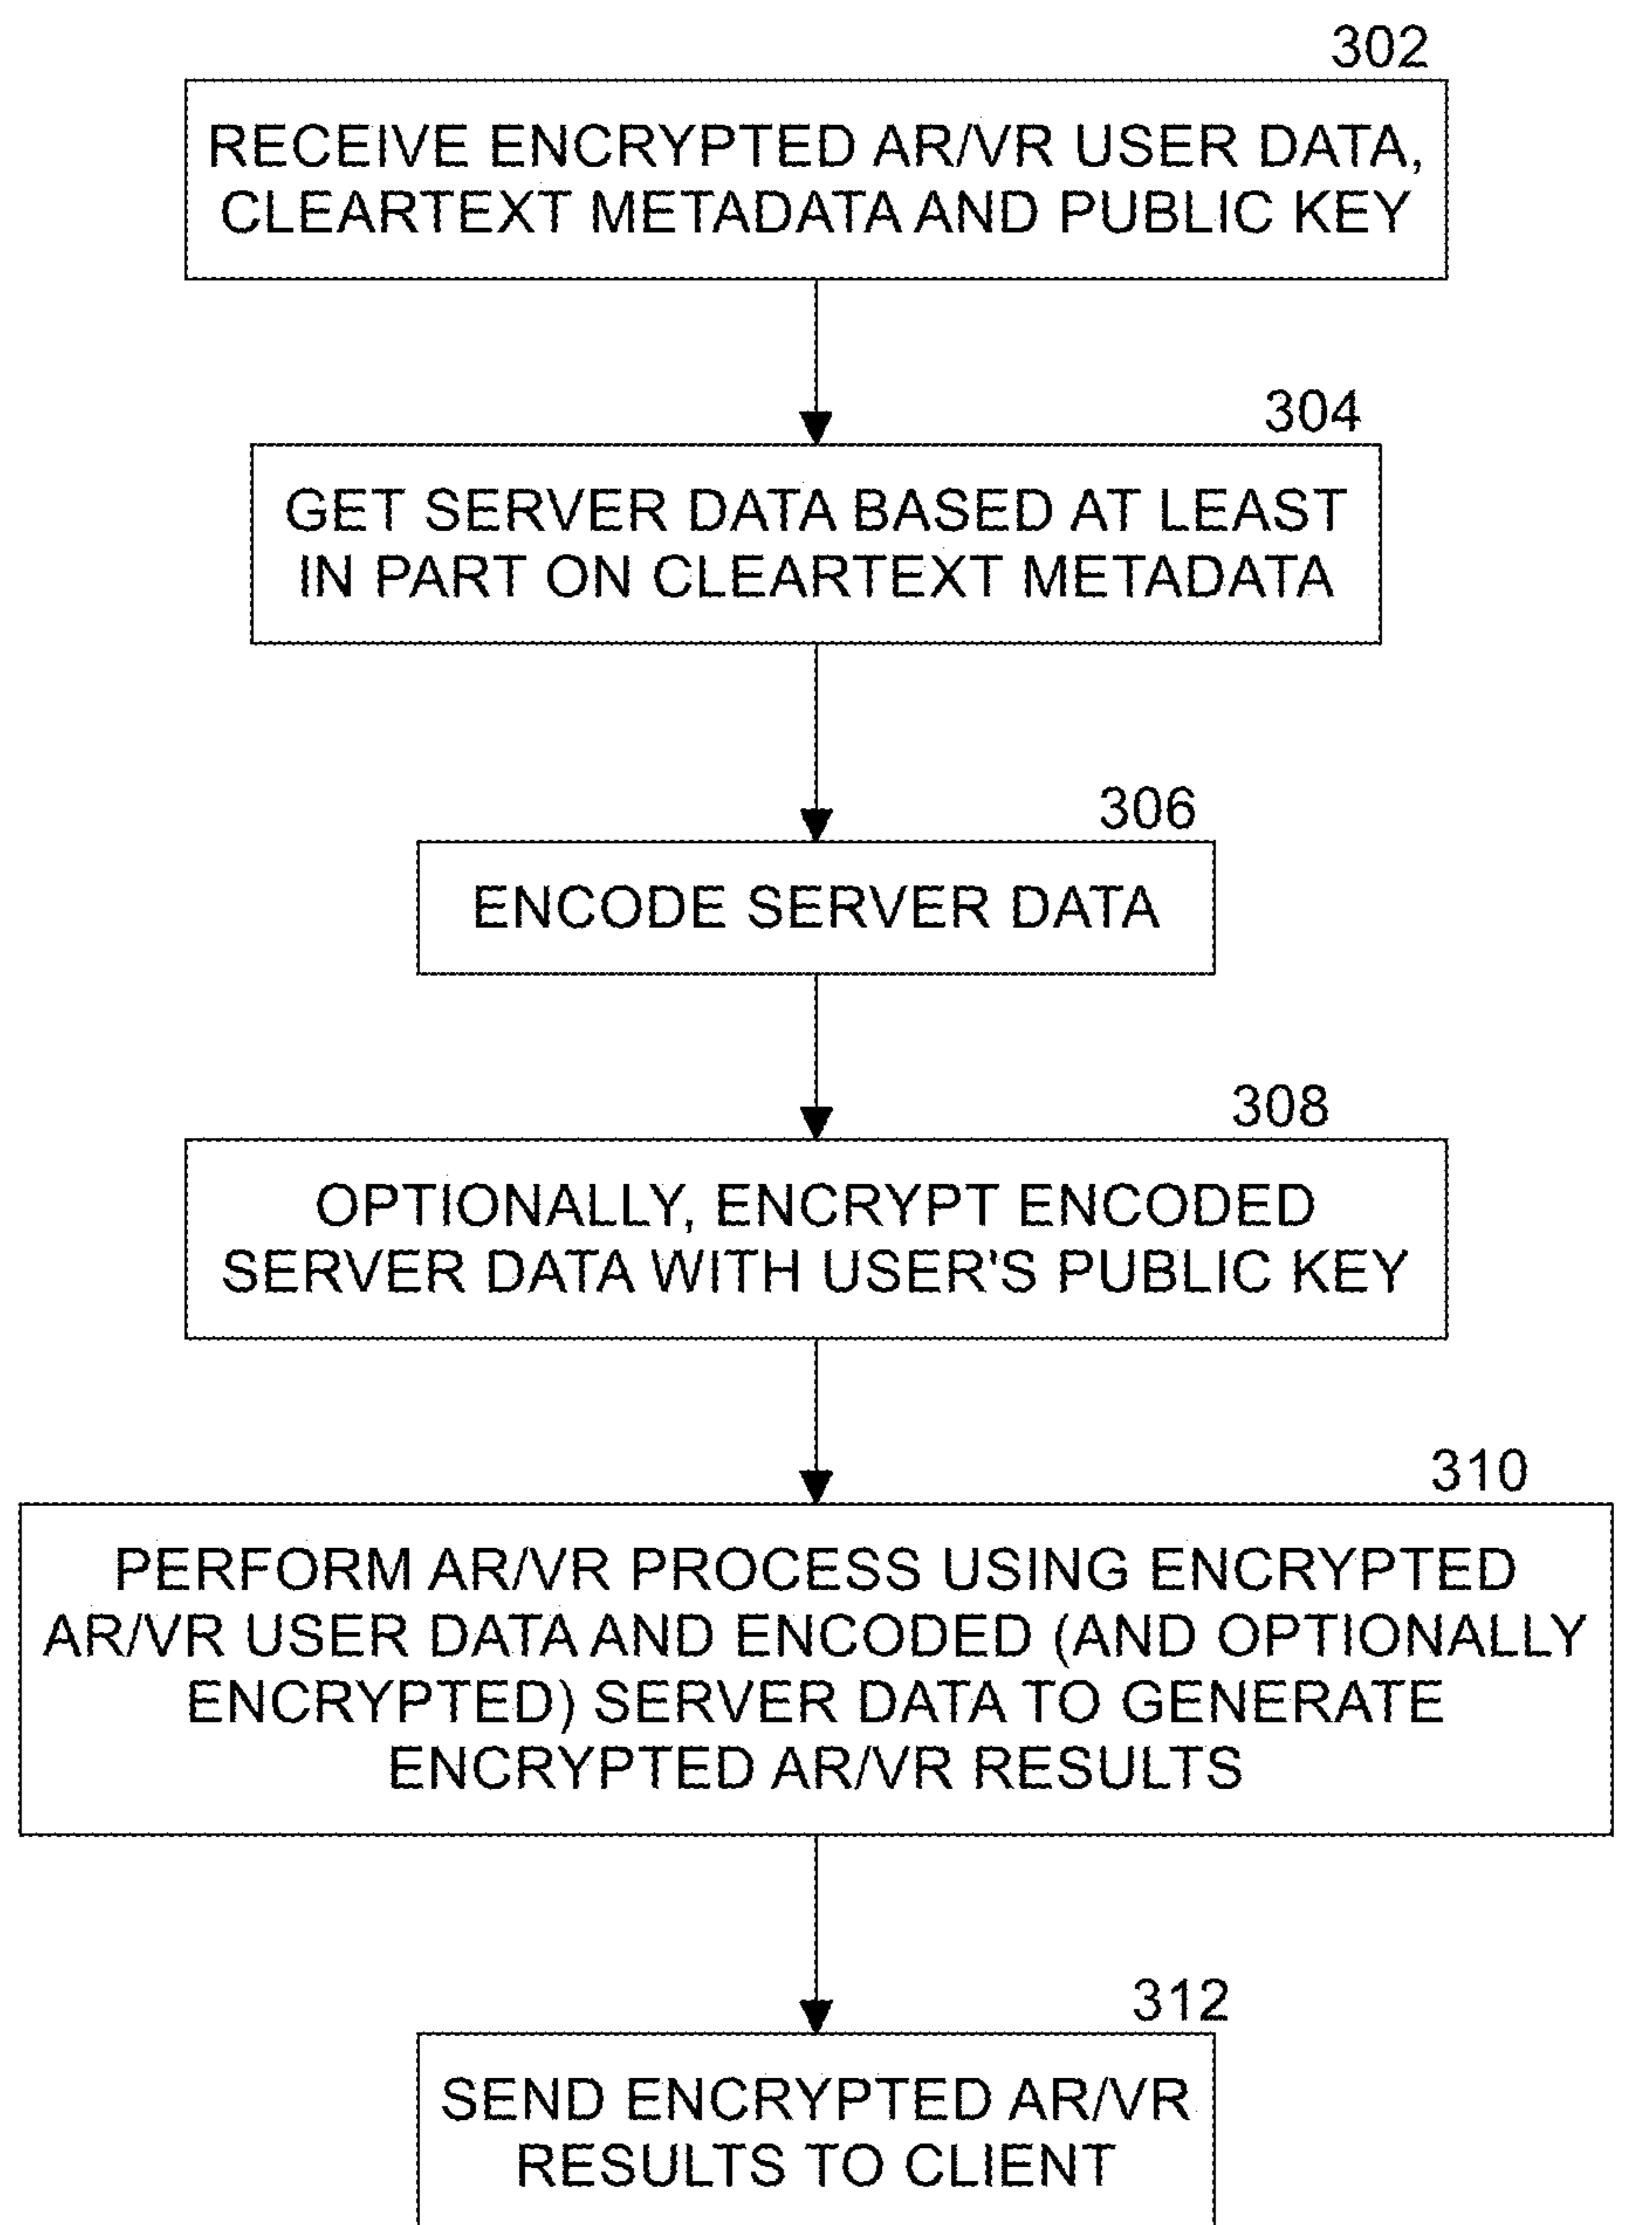 302
RECEIVE ENCRYPTED AR/VR USER DATA,
CLEARTEXT METADATA AND PUBLIC KEY
304
GET SERVER DATA BASED AT LEAST
IN PART ON CLEARTEXT METADATA
306
ENCODE SERVER DATA
308
OPTIONALLY, ENCRYPT ENCODED
SERVER DATA WITH USER'S PUBLIC KEY
310
PERFORM AR/VR PROCESS USING ENCRYPTED
AR/VR USER DATA AND ENCODED (AND OPTIONALLY
ENCRYPTED) SERVER DATA TO GENERATE
ENCRYPTED AR/VR RESULTS
312
SEND ENCRYPTED AR/VR
RESULTS TO CLIENT